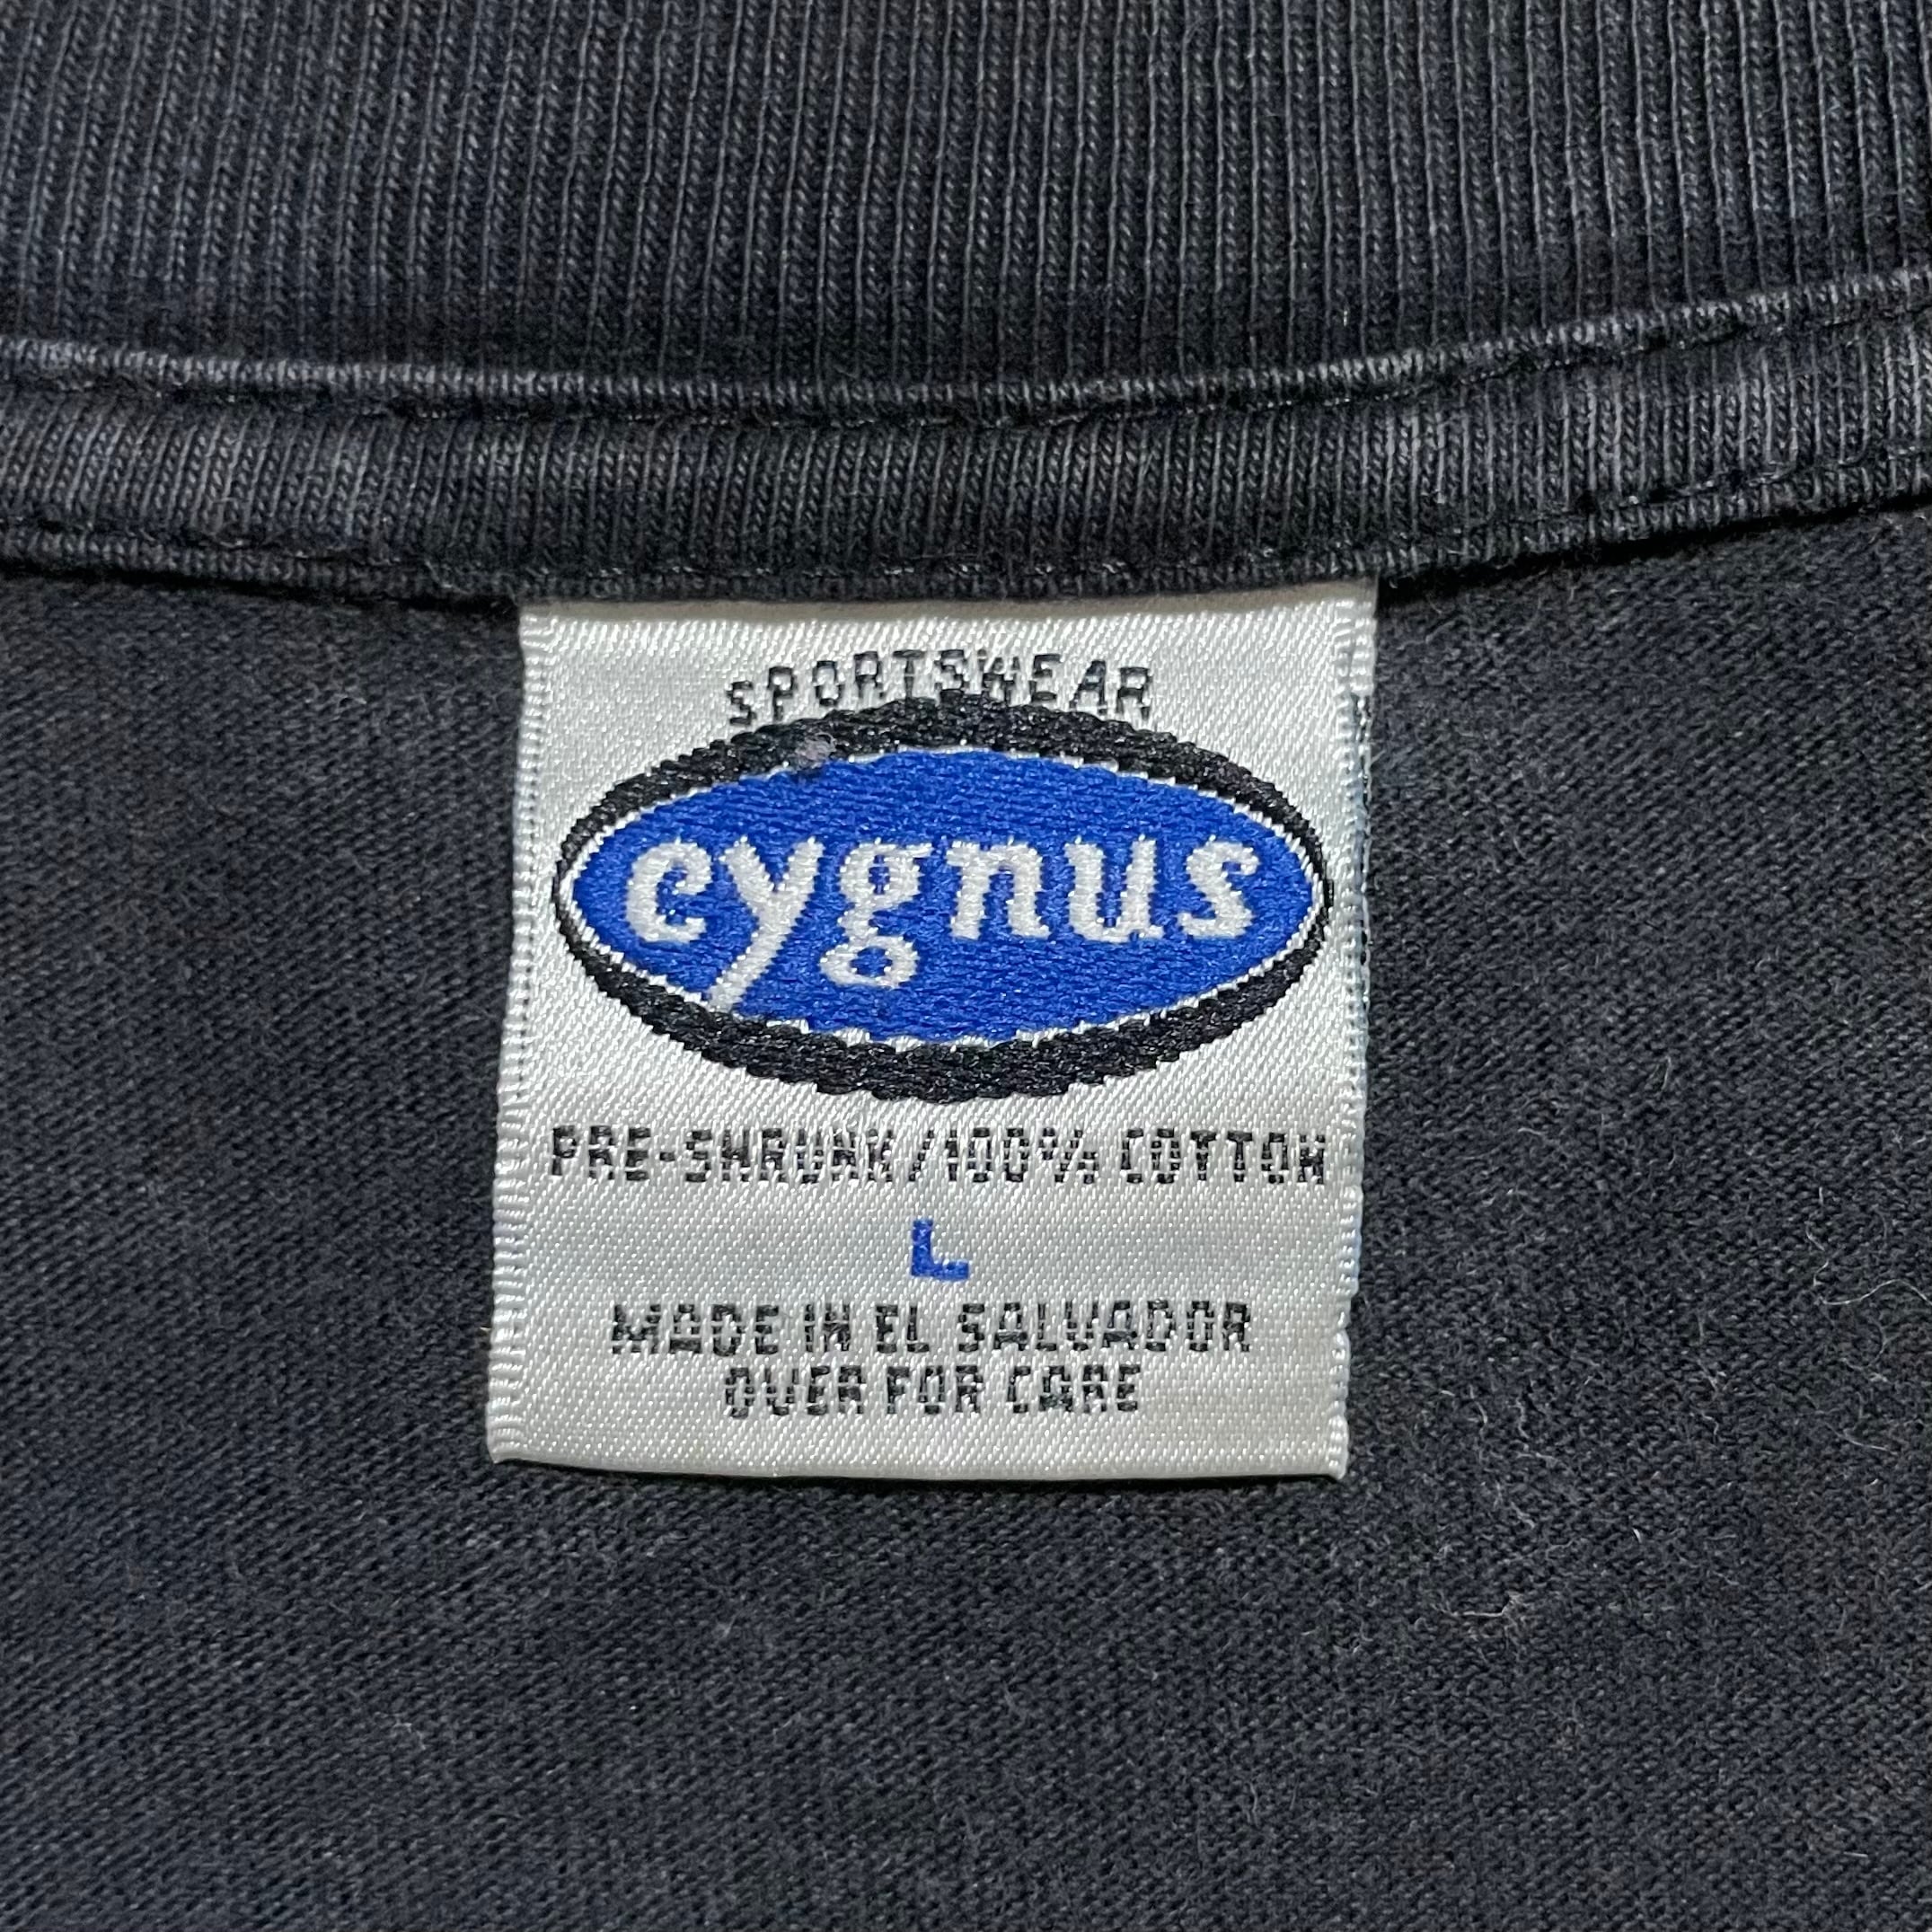 SPORTSWEAR
cygnus
PRE-SHRUNK/100% COTTON
L
MADE IN EL SALVADOR
OVER FOR CARE